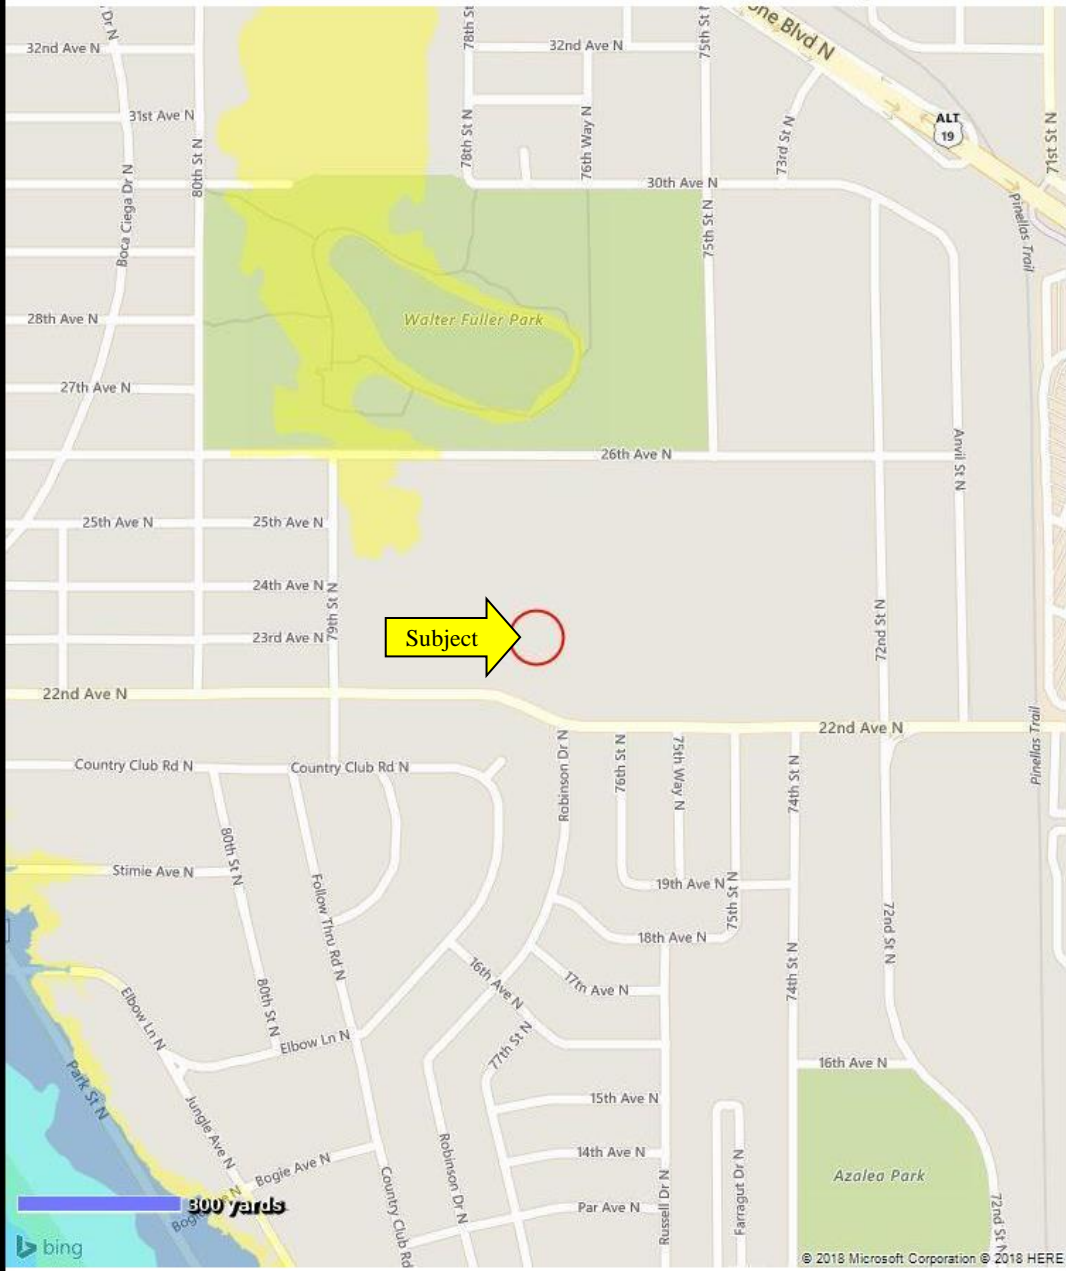 Dr N
78th St
75th St N
one Blvd N
32nd Ave N
32nd Ave N
31st Ave N
80th St N
78th St N
76th Way N
73rd St N
ALT
19
71st St N
30th Ave N
Boca Ciega Dr N
75th St N
Pinellas Trail
28th Ave N
Walter Fuller Park
27th Ave N
26th Ave N
Anvil St N
25th Ave N
25th Ave N
24th Ave N
79th St N
72nd St N
23rd Ave N
Subject
22nd Ave N
22nd Ave N
Pinellas Trail
Country Club Rd N
Country Club Rd N
Robinson Dr N
76th St N
75th Way N
74th St N
80th St N
Stimie Ave N
Follow Thru Rd N
19th Ave N
75th St N
18th Ave N
72nd St N
16th Ave N
17th Ave N
74th St N
80th St N
Elbow Ln N
Elbow Ln N
77th St N
16th Ave N
Park St N
Jungle Ave N
15th Ave N
14th Ave N
Bogie Ave N
Robinson Dr N
Country Club Rd
Russell Dr N
Farragut Dr N
Azalea Park
72nd St N
300 yards
Bogie Ave N
Par Ave N
bing
© 2018 Microsoft Corporation © 2018 HERE